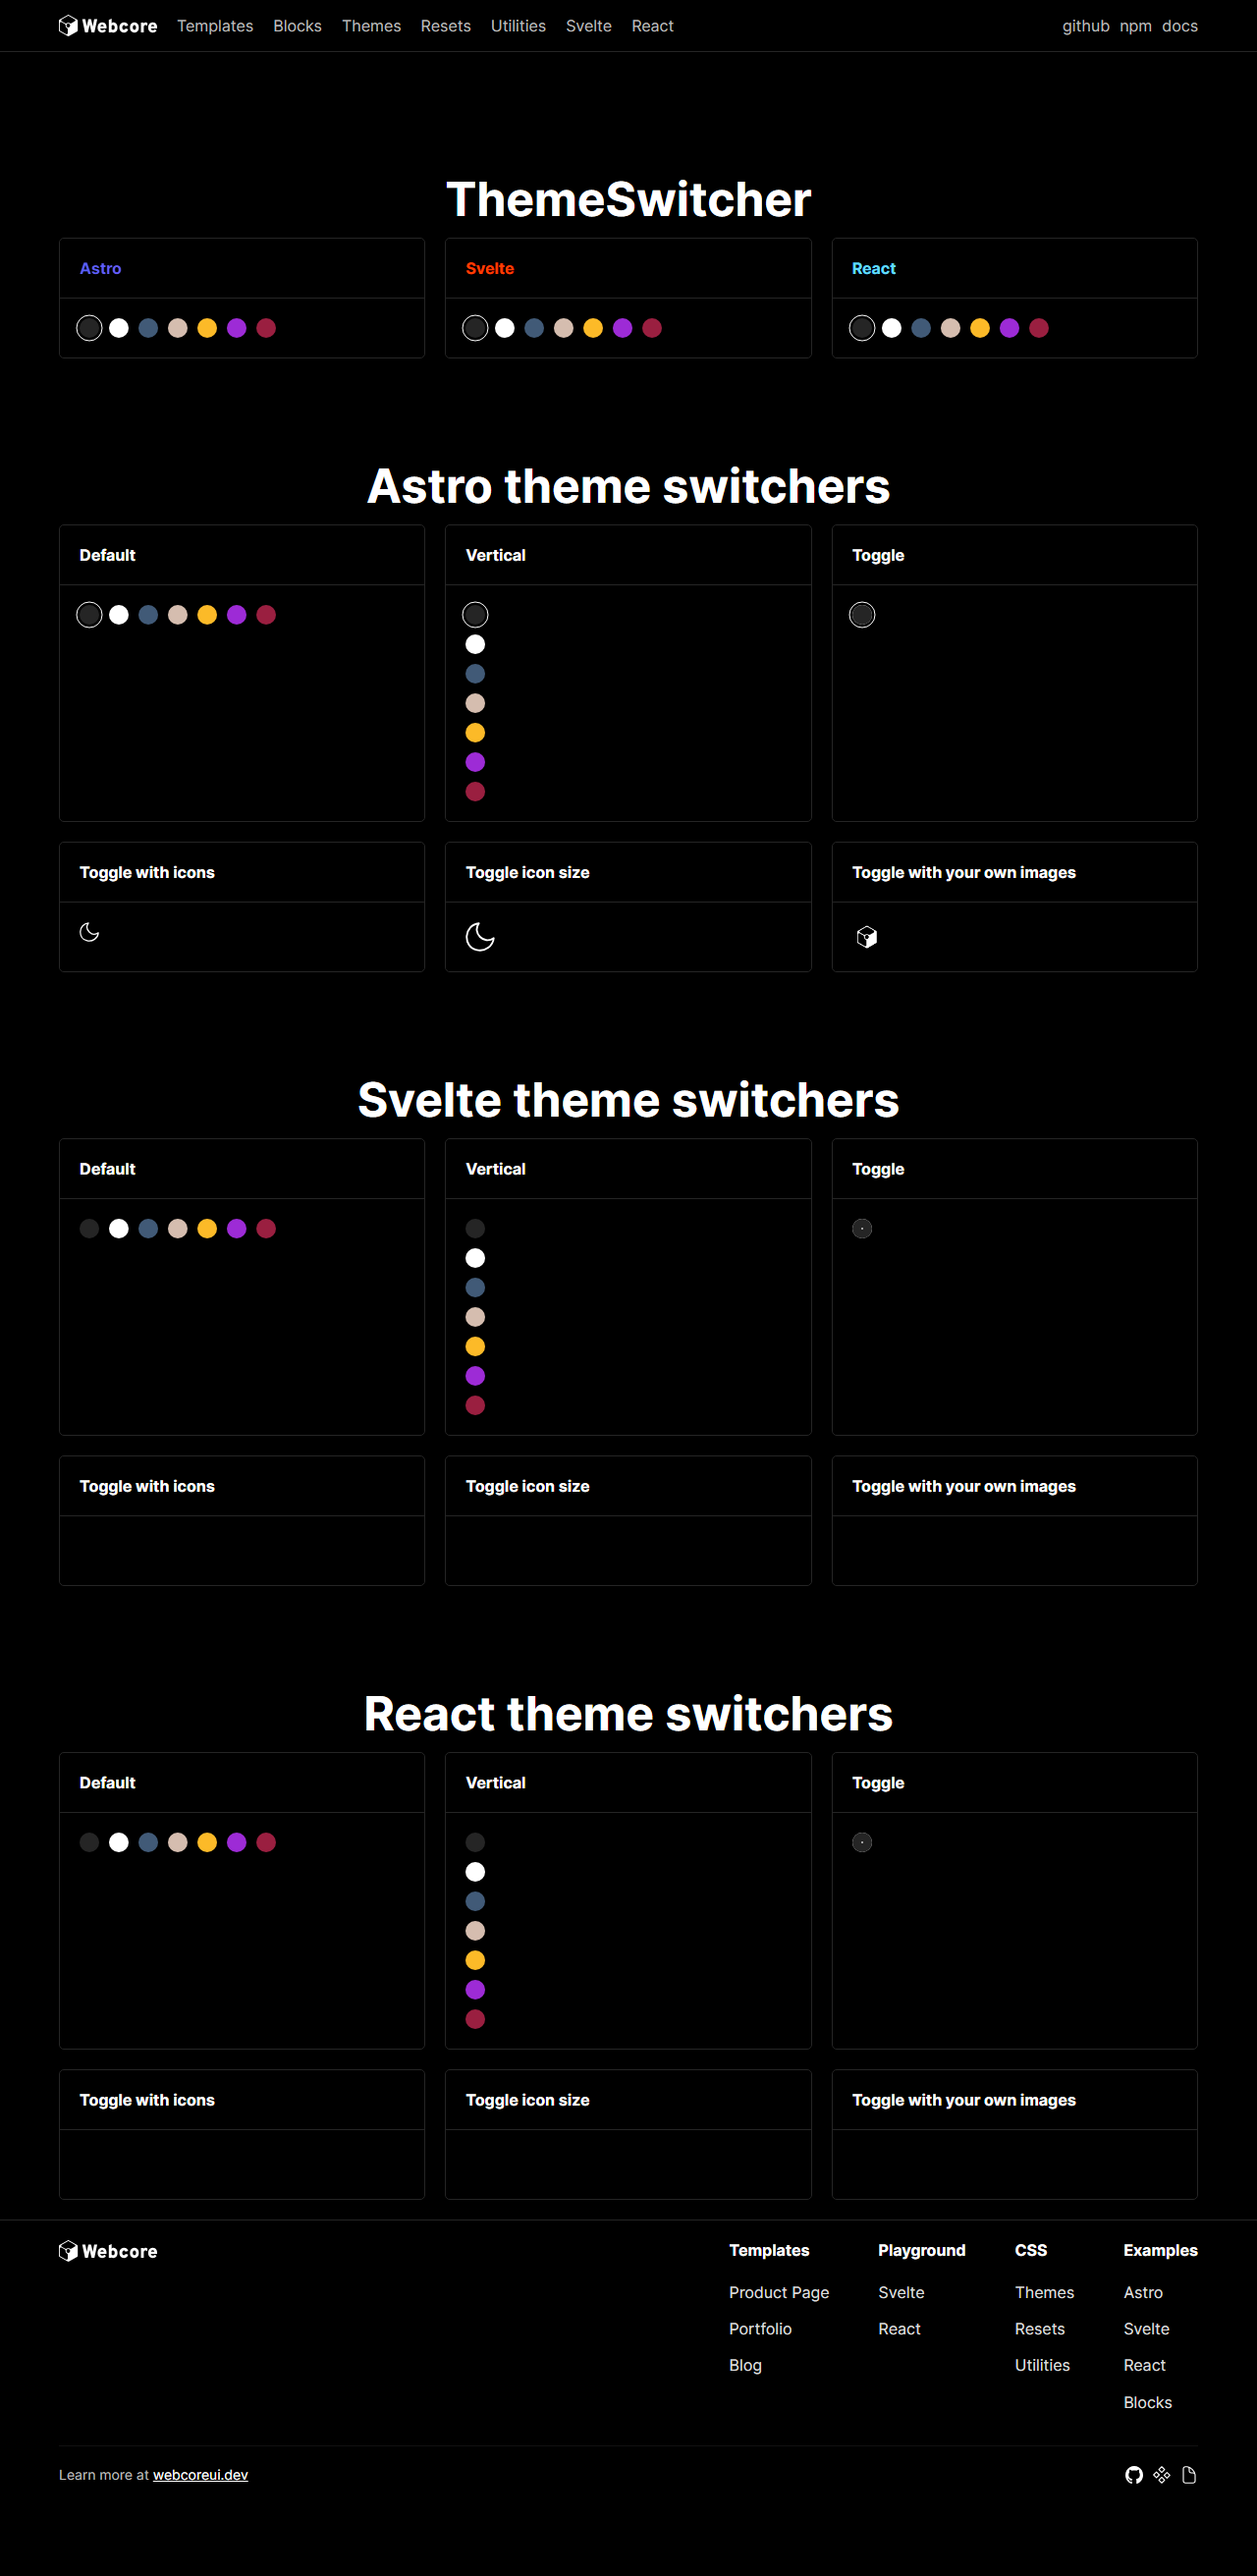 Webcore Templates Blocks Themes Resets Utilities Svelte React github npm docs
ThemeSwitcher
Astro Svelte React
Astro theme switchers
Default Vertical Toggle
Toggle with icons Toggle icon size Toggle with your own images
Svelte theme switchers
Default Vertical Toggle
Toggle with icons Toggle icon size Toggle with your own images
React theme switchers
Default Vertical Toggle
Toggle with icons Toggle icon size Toggle with your own images
Webcore Templates Playground CSS Examples
Product Page Svelte Themes Astro
Portfolio React Resets Svelte
Blog Utilities React
Blocks
Learn more at webcoreui.dev